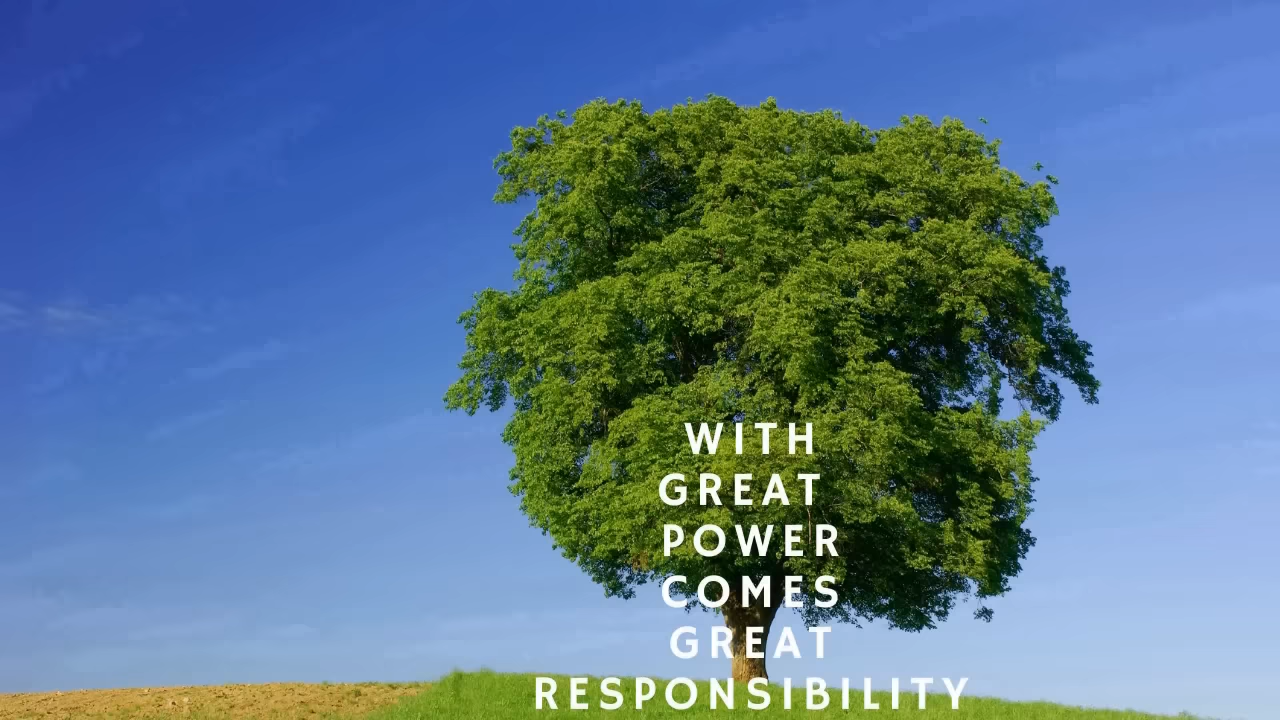 WITH
GREAT
POWER
COMES
GREAT
RESPONSIBILITY